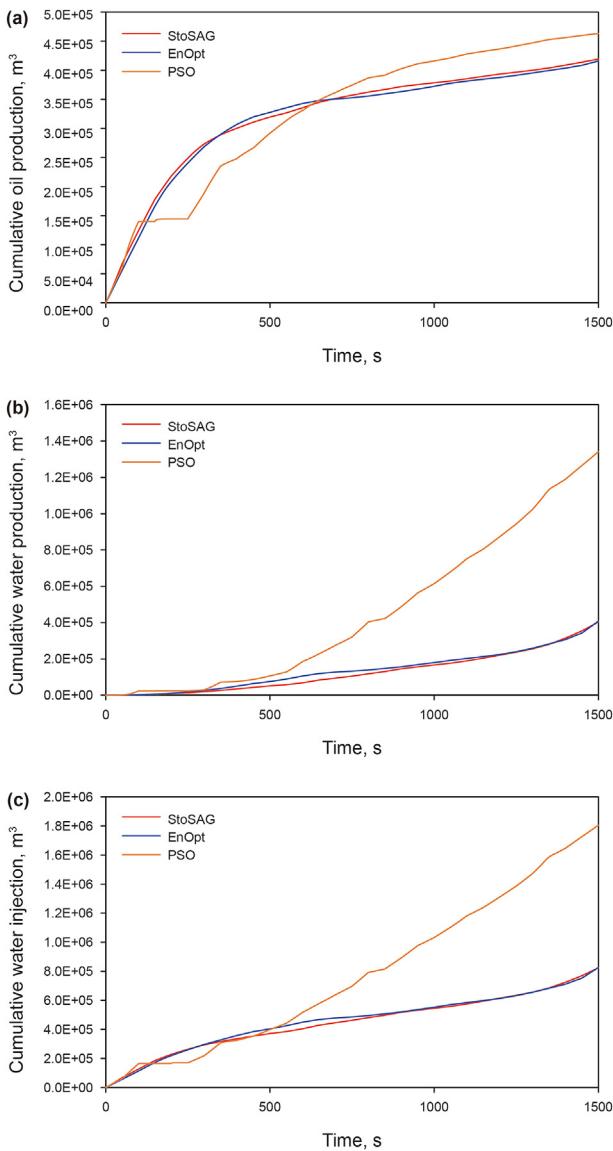 (a)
Cumulative oil production, m³
5.0E+05
4.5E+05
4.0E+05
3.5E+05
3.0E+05
2.5E+05
2.0E+05
1.5E+05
1.0E+05
5.0E+04
0.0E+00
StoSAG
EnOpt
PSO
0 500 1000 1500
Time, s
(b)
Cumulative water production, m³
1.6E+06
1.4E+06
1.2E+06
1.0E+06
8.0E+05
6.0E+05
4.0E+05
2.0E+05
0.0E+00
StoSAG
EnOpt
PSO
0 500 1000 1500
Time, s
(c)
Cumulative water injection, m³
2.0E+06
1.8E+06
1.6E+06
1.4E+06
1.2E+06
1.0E+06
8.0E+05
6.0E+05
4.0E+05
2.0E+05
0.0E+00
StoSAG
EnOpt
PSO
0 500 1000 1500
Time, s